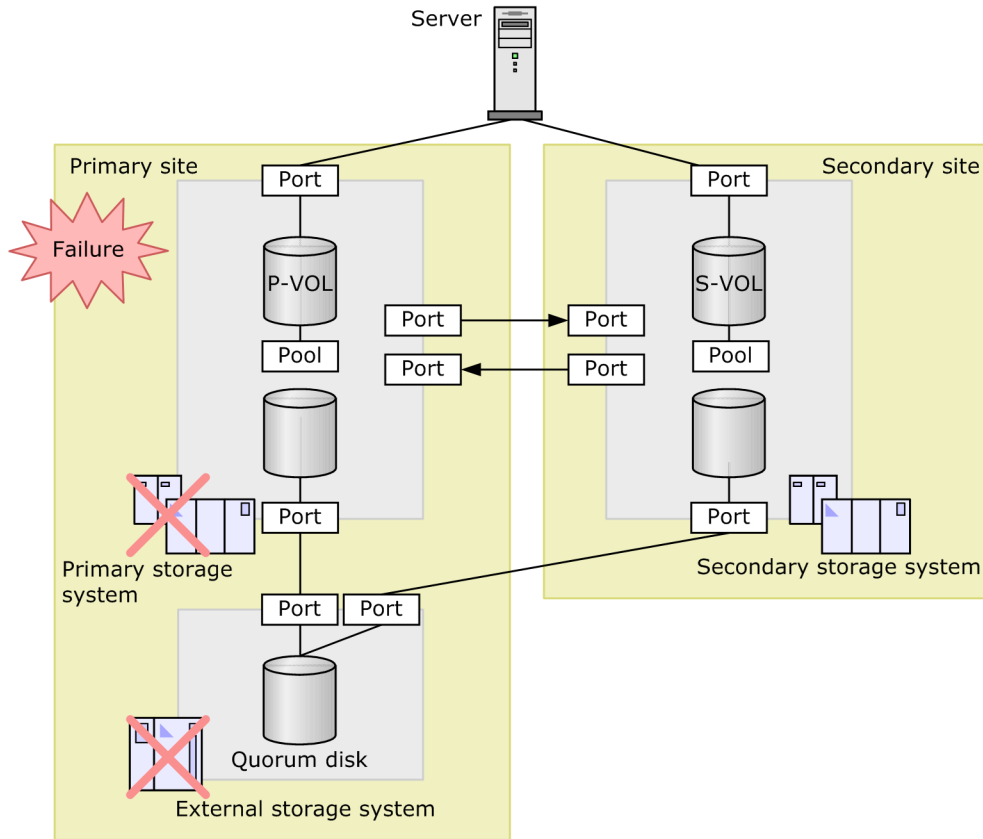 Server
Primary site
Secondary site
Port
Port
Failure
P-VOL
S-VOL
Port
Port
Pool
Pool
Port
Port
Port
Port
Primary storage
system
Secondary storage system
Port
Port
Quorum disk
External storage system